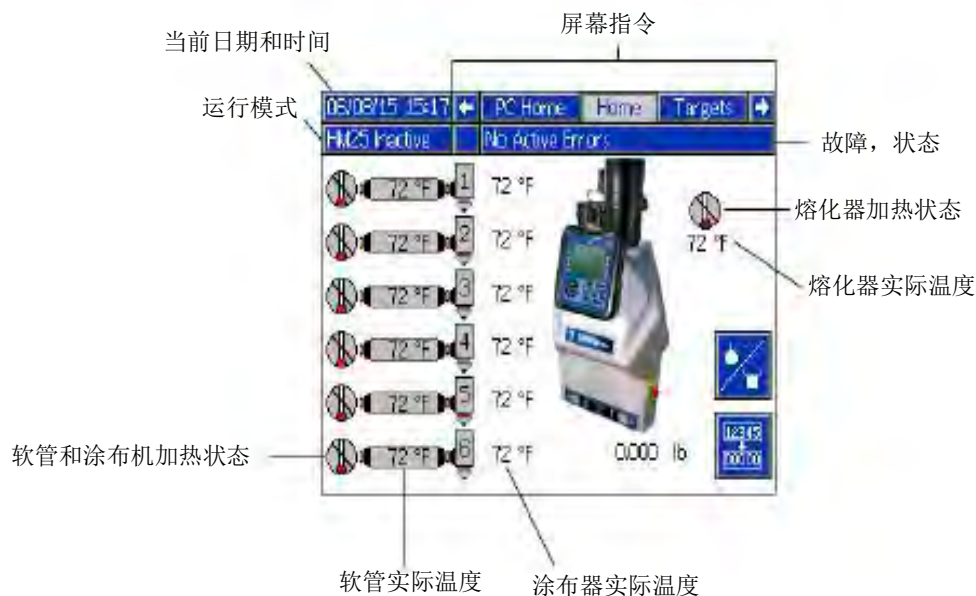 屏幕指令
当前日期和时间
运行模式
08/08/15 15:17 PC Home Home Targets
HM25 Inactive No Active Errors
故障，状态
72 °F 1 72 °F
熔化器加热状态
72 °F 2 72 °F
72 °F
熔化器实际温度
72 °F 3 72 °F
72 °F 4 72 °F
72 °F 5 72 °F
软管和涂布机加热状态
72 °F 6 72 °F
0.000 lb
12345
00000
软管实际温度
涂布器实际温度